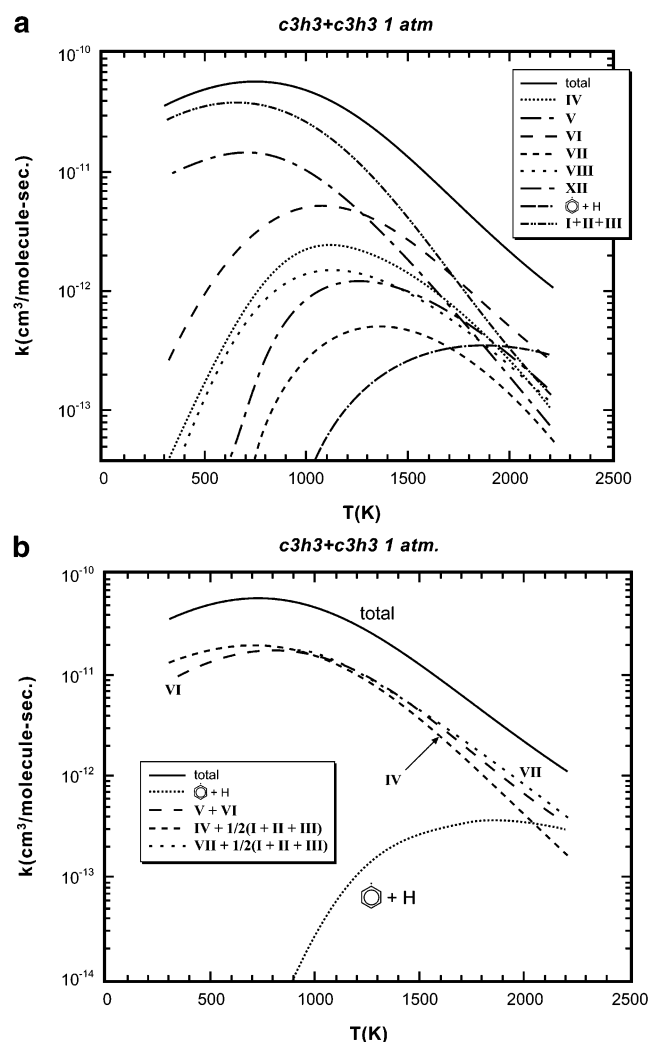 a
c3h3+c3h3 1 atm
10-10
10-11
10-12
10-13
k(cm3/molecule-sec.)
total
IV
V
VI
VII
VIII
XII
+ H
I+II+III
0 500 1000 1500 2000 2500
T(K)
b
c3h3+c3h3 1 atm.
10-10
10-11
10-12
10-13
10-14
k(cm3/molecule-sec.)
total
VI
IV
VII
total
+ H
V + VI
IV + 1/2(I + II + III)
VII + 1/2(I + II + III)
+ H
0 500 1000 1500 2000 2500
T(K)